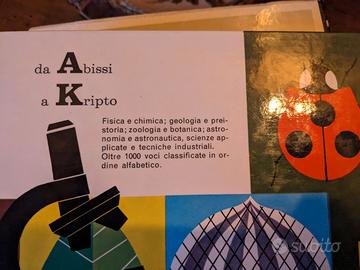 da Abissi
a Kripto
Fisica e chimica; geologia e prei-
storia; zoologia e botanica; astro-
nomia e astronautica, scienze ap-
plicate e tecniche industriali.
Oltre 1000 voci classificate in or-
dine alfabetico.
subito